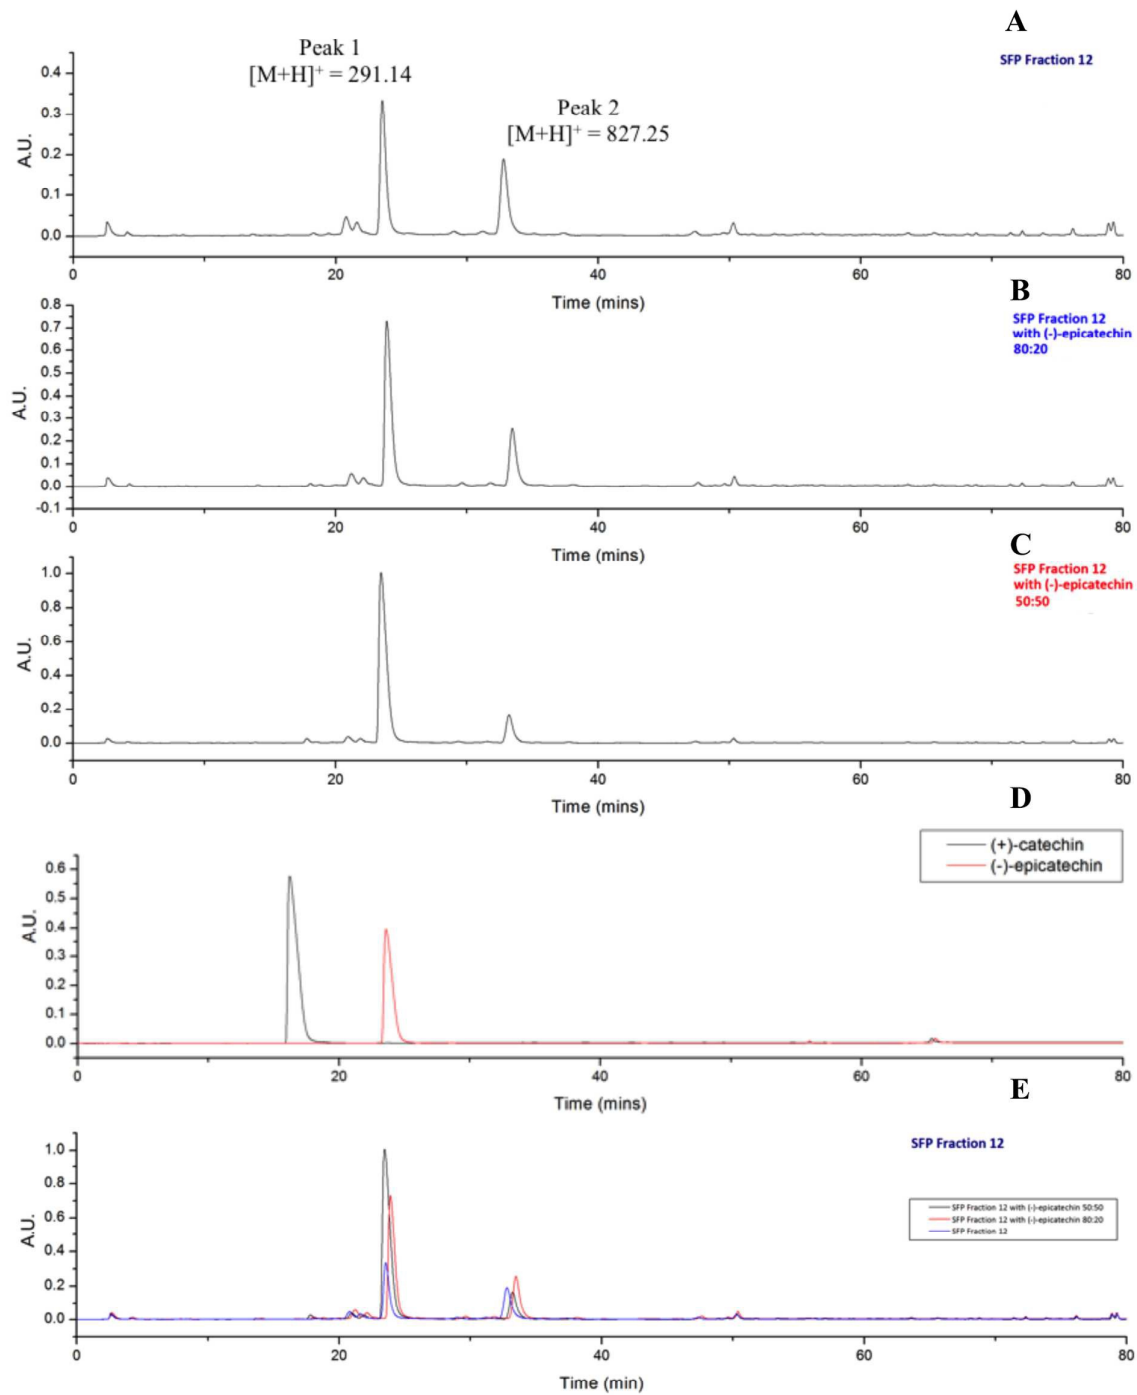 A
SFP Fraction 12
Peak 1
[M+H]+ = 291.14
Peak 2
[M+H]+ = 827.25
A.U.
0.4
0.3
0.2
0.1
0.0
0 20 40 60 80
Time (mins)
B
SFP Fraction 12
with (-)-epicatechin
80:20
A.U.
0.8
0.7
0.6
0.5
0.4
0.3
0.2
0.1
0.0
-0.1
0 20 40 60 80
Time (mins)
C
SFP Fraction 12
with (-)-epicatechin
50:50
A.U.
1.0
0.8
0.6
0.4
0.2
0.0
0 20 40 60 80
Time (mins)
D
(+)-catechin
(-)-epicatechin
A.U.
0.6
0.5
0.4
0.3
0.2
0.1
0.0
0 20 40 60 80
Time (mins)
E
SFP Fraction 12
SFP Fraction 12 with (-)-epicatechin 50:50
SFP Fraction 12 with (-)-epicatechin 80:20
SFP Fraction 12
A.U.
1.0
0.8
0.6
0.4
0.2
0.0
0 20 40 60 80
Time (min)